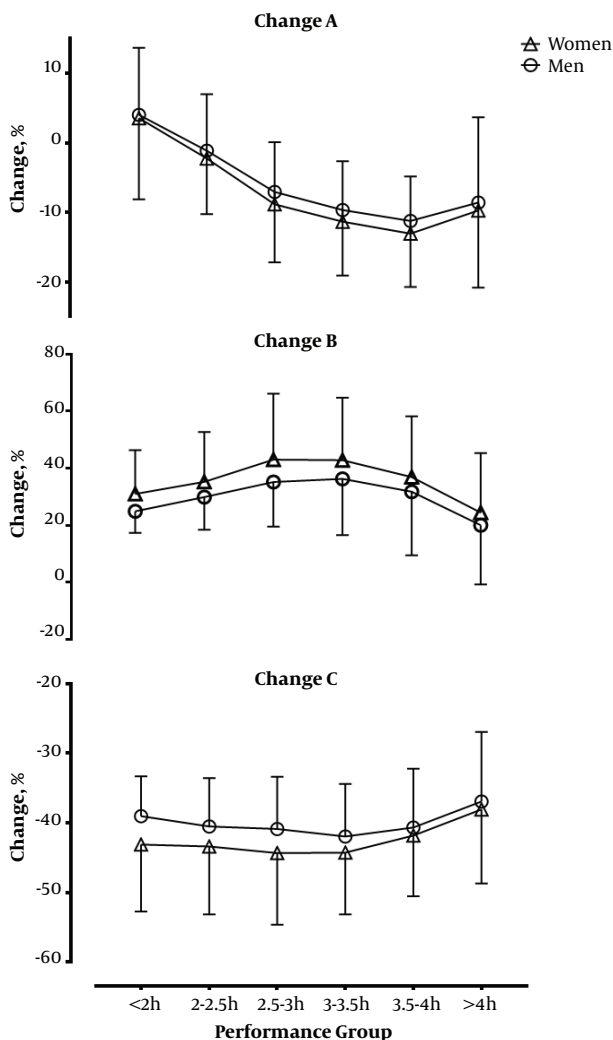 Change A
Women
Men
10
0
-10
-20
Change, %
Change B
80
60
40
20
0
-20
Change, %
Change C
-20
-30
-40
-50
-60
Change, %
<2h 2-2.5h 2.5-3h 3-3.5h 3.5-4h >4h
Performance Group